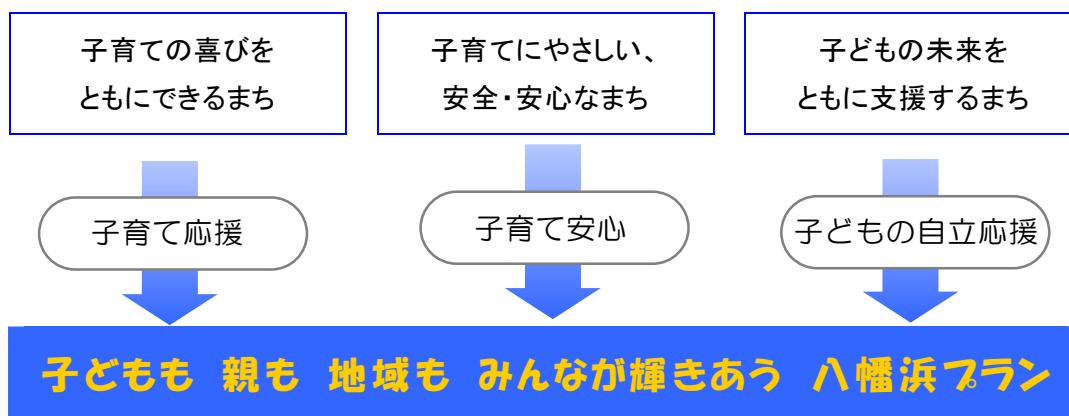 子育ての喜びを
ともにできるまち
子育てにやさしい、
安全・安心なまち
子どもの未来を
ともに支援するまち
子育て応援
子育て安心
子どもの自立応援
子どもも 親も 地域も みんなが輝きあう 八幡浜プラン